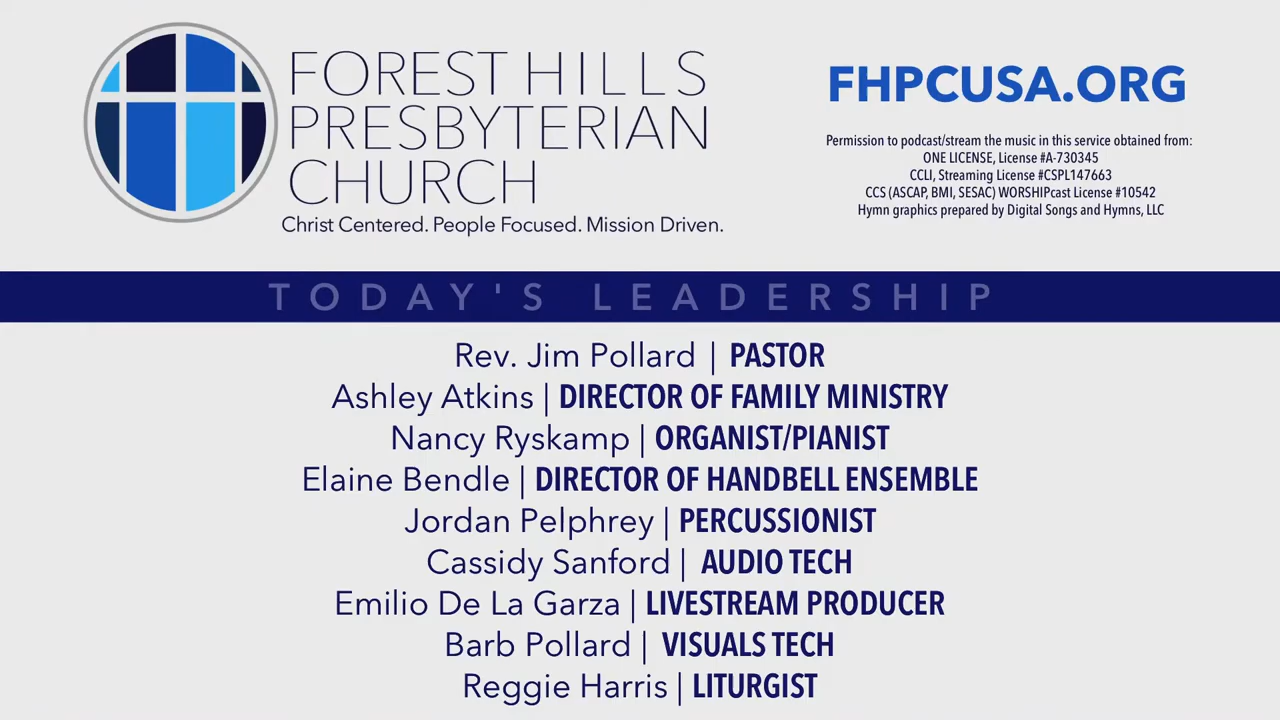 FOREST HILLS
PRESBYTERIAN
CHURCH
Christ Centered. People Focused. Mission Driven.
FHPCUSA.ORG
Permission to podcast/stream the music in this service obtained from:
ONE LICENSE, License #A-730345
CCLI, Streaming License #CSPL147663
CCS (ASCAP, BMI, SESAC) WORSHIPcast License #10542
Hymn graphics prepared by Digital Songs and Hymns, LLC
TODAY'S LEADERSHIP
Rev. Jim Pollard | PASTOR
Ashley Atkins | DIRECTOR OF FAMILY MINISTRY
Nancy Ryskamp | ORGANIST/PIANIST
Elaine Bendle | DIRECTOR OF HANDBELL ENSEMBLE
Jordan Pelphrey | PERCUSSIONIST
Cassidy Sanford | AUDIO TECH
Emilio De La Garza | LIVESTREAM PRODUCER
Barb Pollard | VISUALS TECH
Reggie Harris | LITURGIST